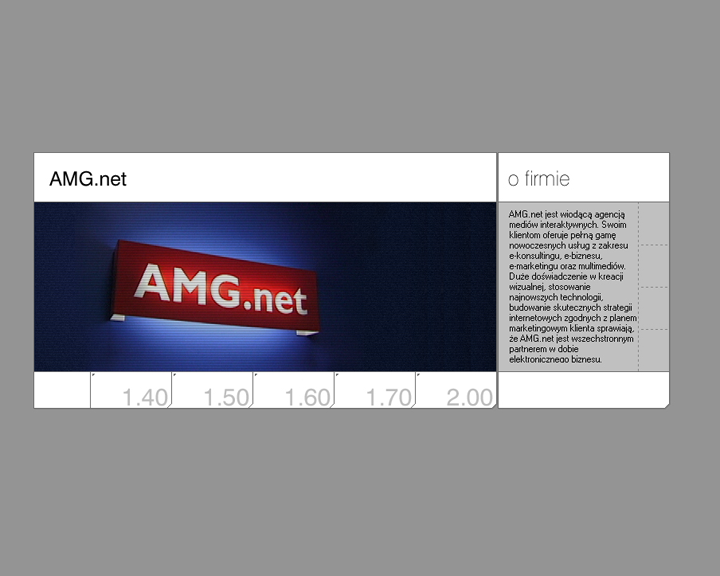 AMG.net
o firmie
AMG.net
AMG.net jest wiodącą agencją
mediów interaktywnych. Swoim
klientom oferuje pełną gamę
nowoczesnych usług z zakresu
e-konsultingu, e-biznesu,
e-marketingu oraz multimediów.
Duże doświadczenie w kreacji
wizualnej, stosowanie
najnowszych technologii,
budowanie skutecznych strategii
internetowych zgodnych z planem
marketingowym klienta sprawiają,
że AMG.net jest wszechstronnym
partnerem w dobie
elektronicznego biznesu.
1.40 1.50 1.60 1.70 2.00